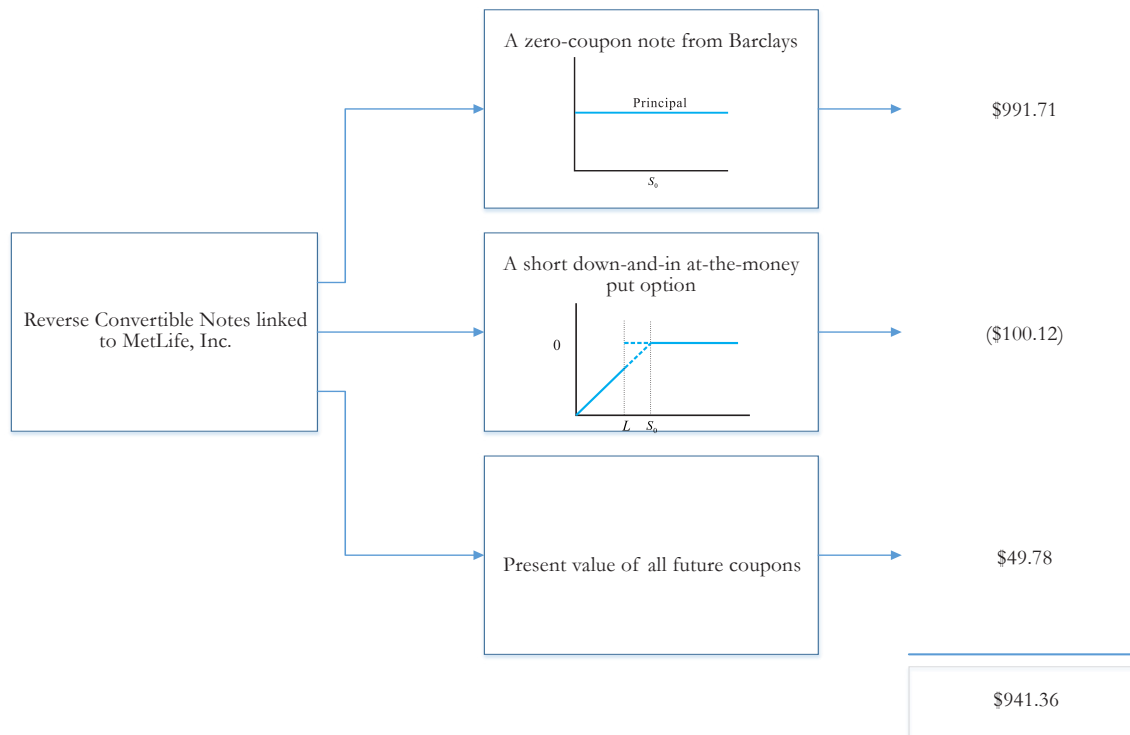 A zero-coupon note from Barclays
Principal
S₀
$991.71
Reverse Convertible Notes linked
to MetLife, Inc.
A short down-and-in at-the-money
put option
0
L
S₀
($100.12)
Present value of all future coupons
$49.78
$941.36